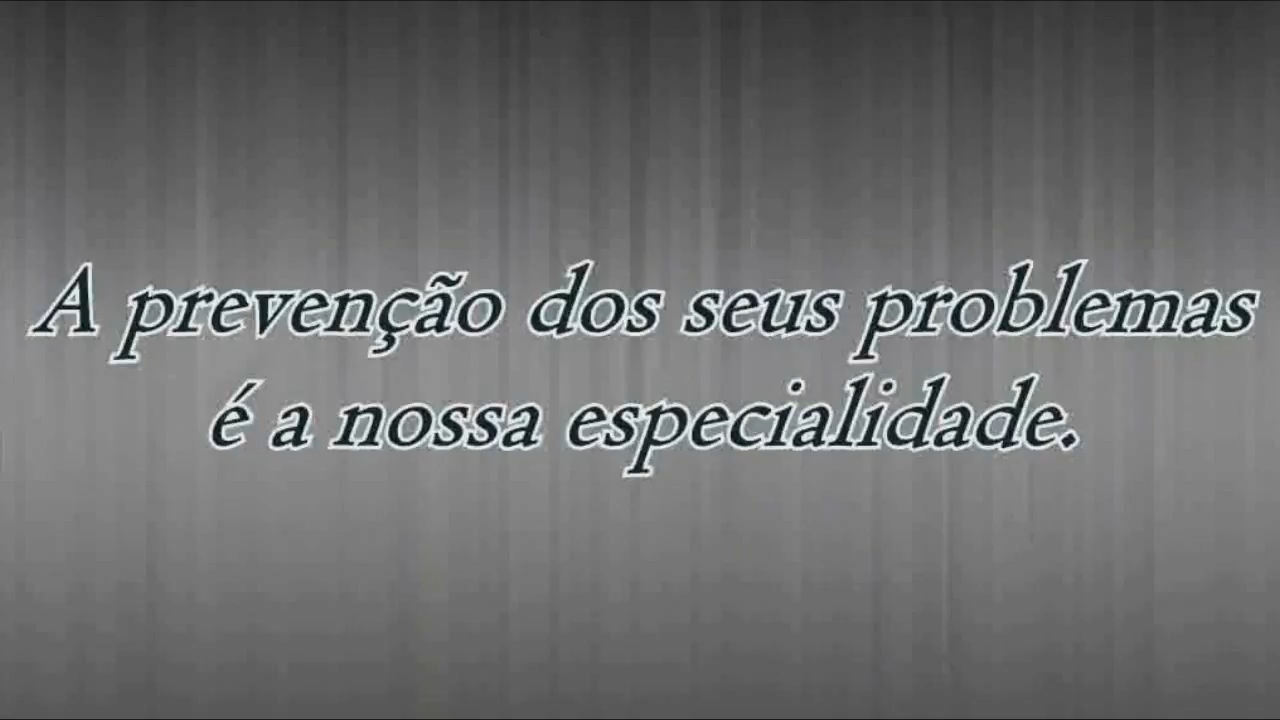 A prevenção dos seus problemas
é a nossa especialidade.